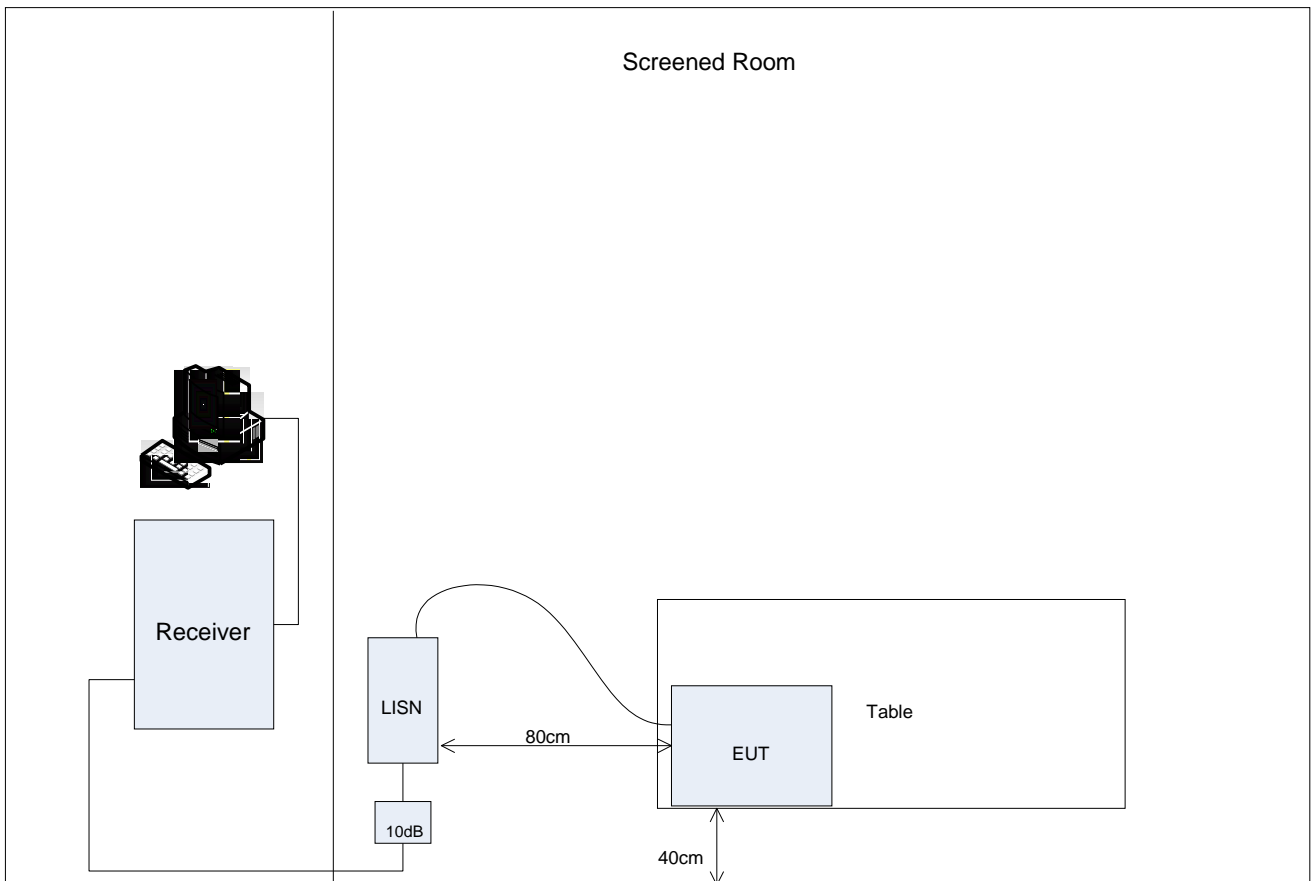 Screened Room
Receiver
LISN
80cm
Table
EUT
10dB
40cm